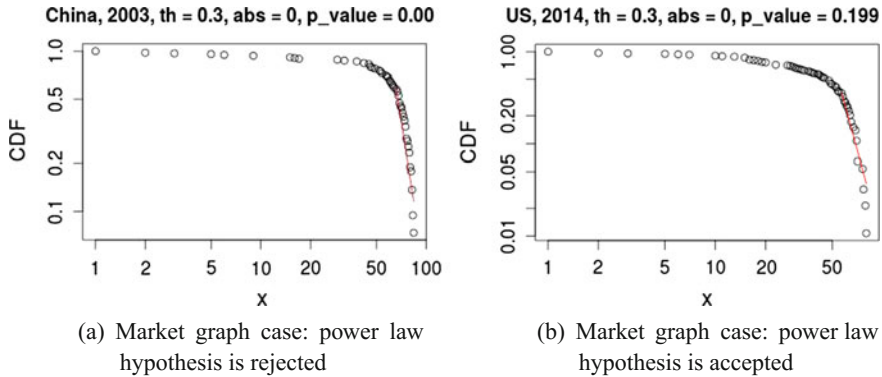 China, 2003, th = 0.3, abs = 0, p_value = 0.00
CDF
1.0
0.5
0.2
0.1
1 2 5 10 20 50 100
x
(a) Market graph case: power law
hypothesis is rejected
US, 2014, th = 0.3, abs = 0, p_value = 0.199
CDF
1.00
0.20
0.05
0.01
1 2 5 10 20 50
x
(b) Market graph case: power law
hypothesis is accepted